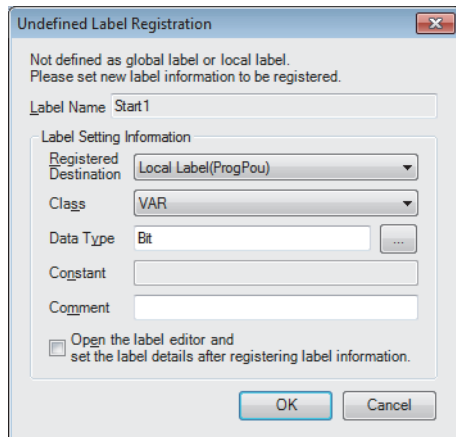 Undefined Label Registration
Not defined as global label or local label.
Please set new label information to be registered.
Label Name Start1
Label Setting Information
Registered
Destination Local Label(ProgPou)
Class VAR
Data Type Bit ...
Constant
Comment
Open the label editor and
set the label details after registering label information.
OK Cancel